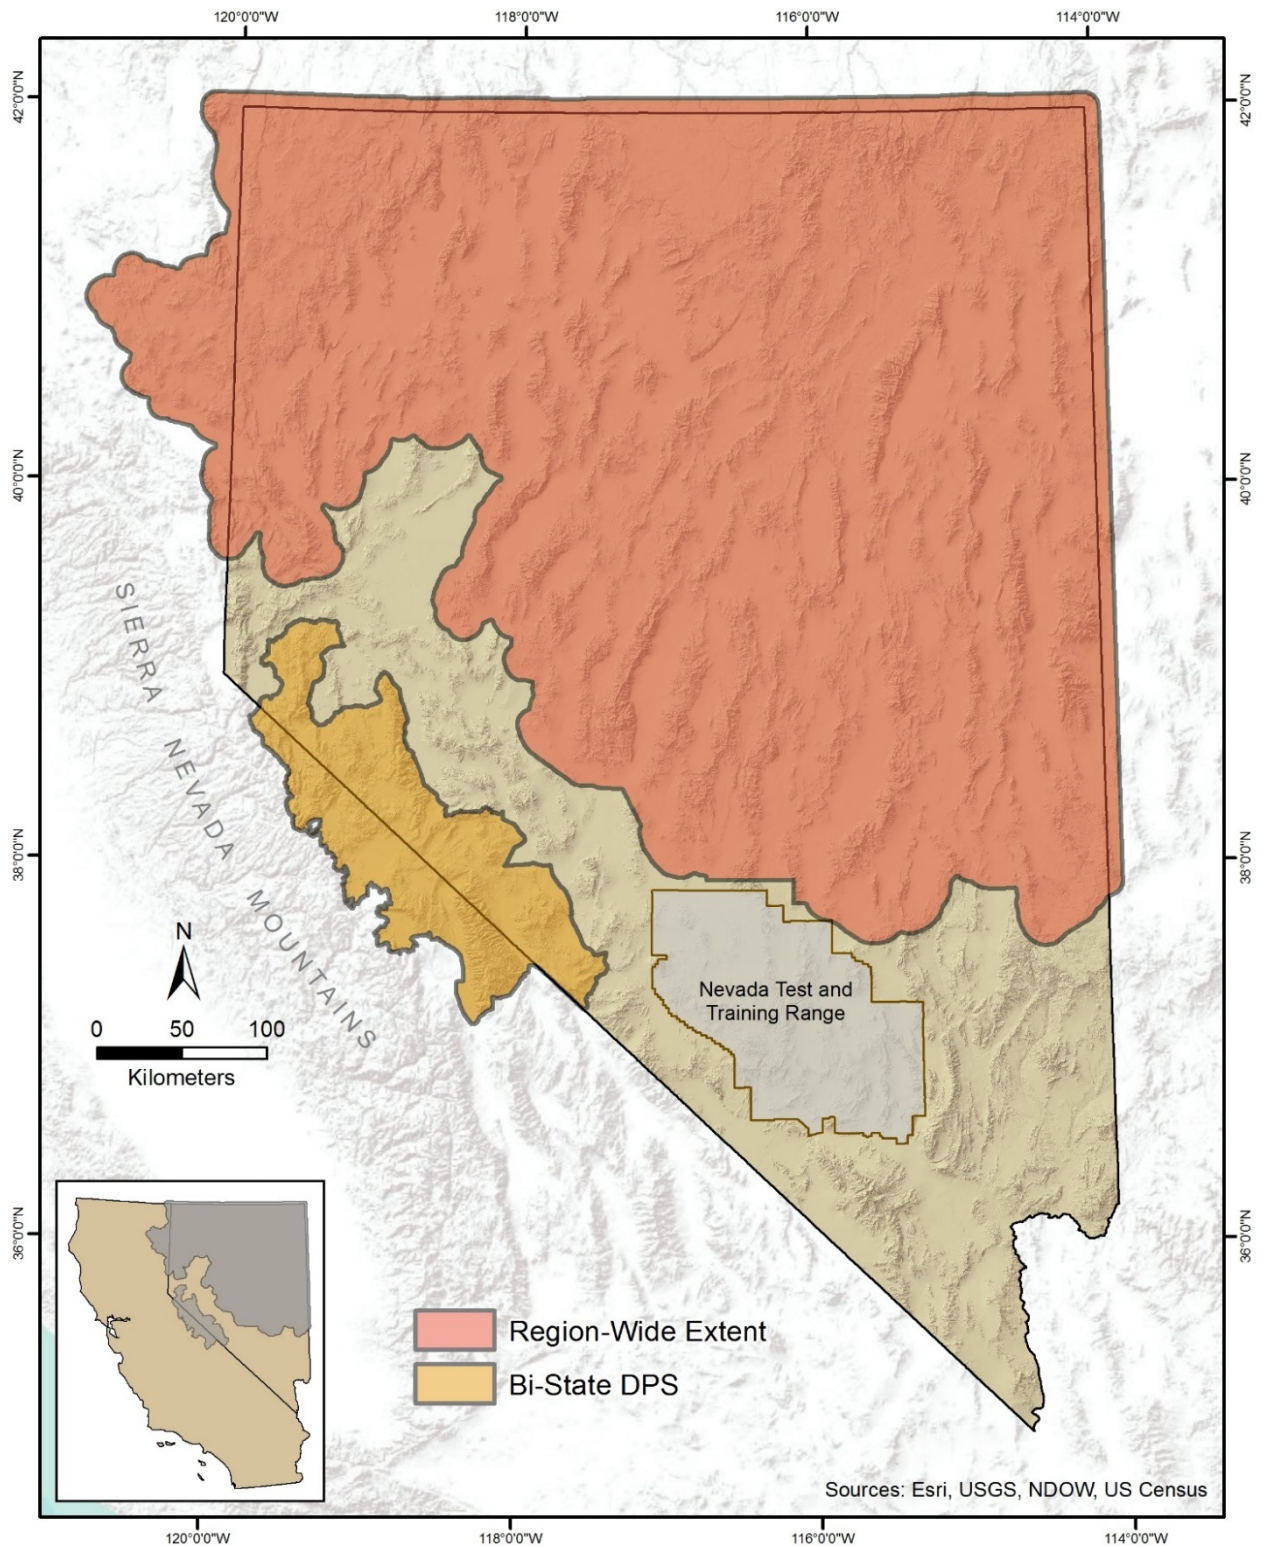 120°0'0"W
118°0'0"W
116°0'0"W
114°0'0"W
42°0'0"N
42°0'0"N
40°0'0"N
40°0'0"N
SIERRA NEVADA MOUNTAINS
38°0'0"N
38°0'0"N
N
0 50 100
Kilometers
Nevada Test and
Training Range
36°0'0"N
36°0'0"N
Region-Wide Extent
Bi-State DPS
Sources: Esri, USGS, NDOW, US Census
120°0'0"W
118°0'0"W
116°0'0"W
114°0'0"W